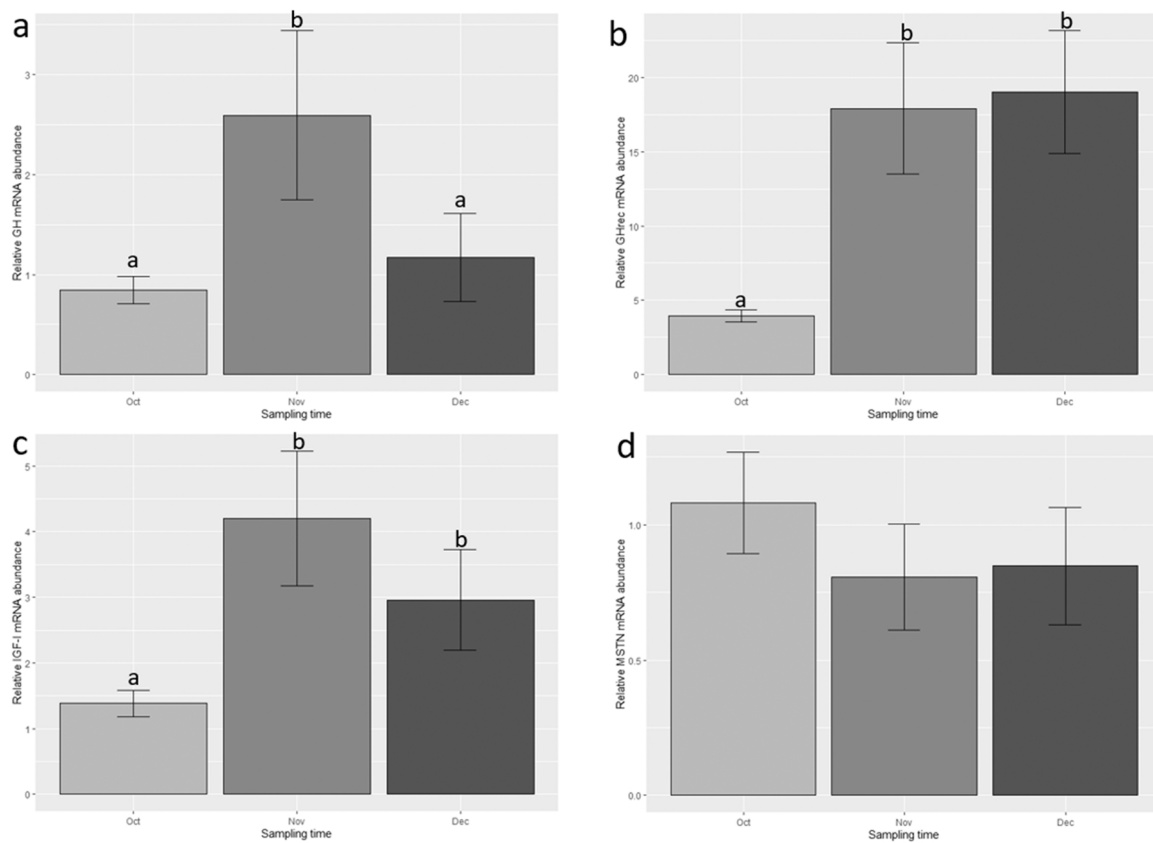 a
b
a
a
Relative GH mRNA abundance
3
2
1
0
Oct
Nov
Dec
Sampling time
b
b
b
a
Relative GHrec mRNA abundance
20
15
10
5
0
Oct
Nov
Dec
Sampling time
c
b
b
a
Relative IGF-I mRNA abundance
5
4
3
2
1
0
Oct
Nov
Dec
Sampling time
d
Relative MSTN mRNA abundance
1.0
0.5
0.0
Oct
Nov
Dec
Sampling time